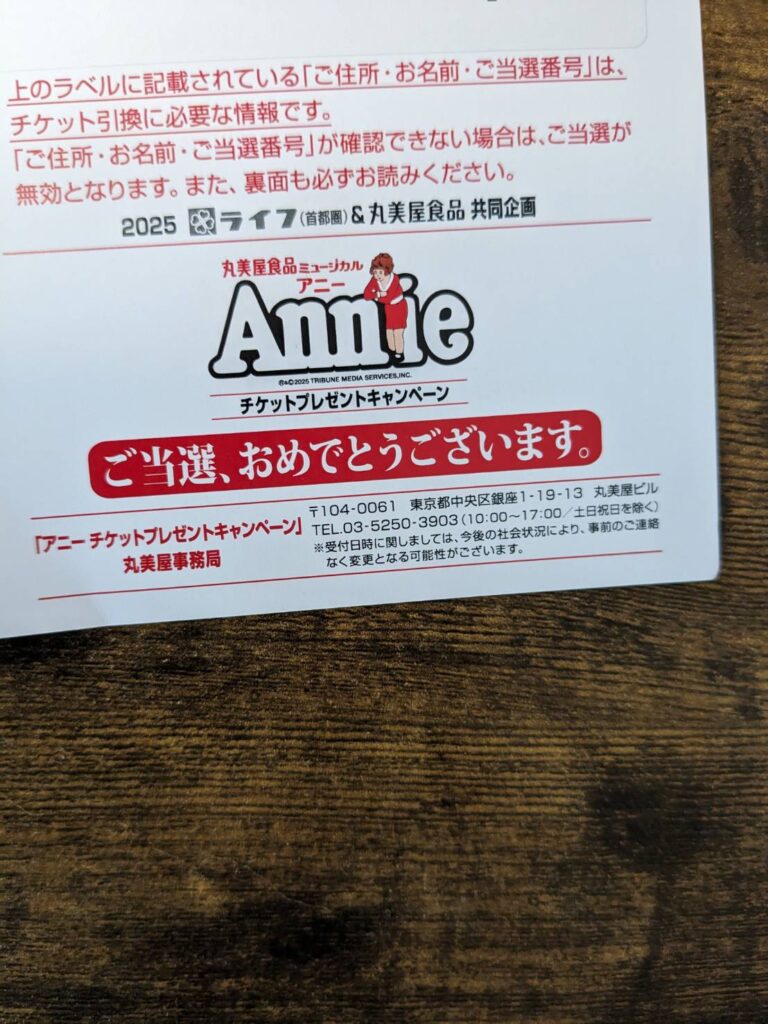 上のラベルに記載されている「ご住所・お名前・ご当選番号」は、
チケット引換に必要な情報です。
「ご住所・お名前・ご当選番号」が確認できない場合は、ご当選が
無効となります。また、裏面も必ずお読みください。
2025 ライフ(首都圏)&丸美屋食品 共同企画
丸美屋食品ミュージカル
アニー
Annie
®&©2025 TRIBUNE MEDIA SERVICES,INC.
チケットプレゼントキャンペーン
ご当選、おめでとうございます。
「アニー チケットプレゼントキャンペーン」
丸美屋事務局
〒104-0061 東京都中央区銀座1-19-13 丸美屋ビル
TEL.03-5250-3903(10:00〜17:00/土日祝日を除く)
※受付日時に関しましては、今後の社会状況により、事前のご連絡
なく変更となる可能性がございます。